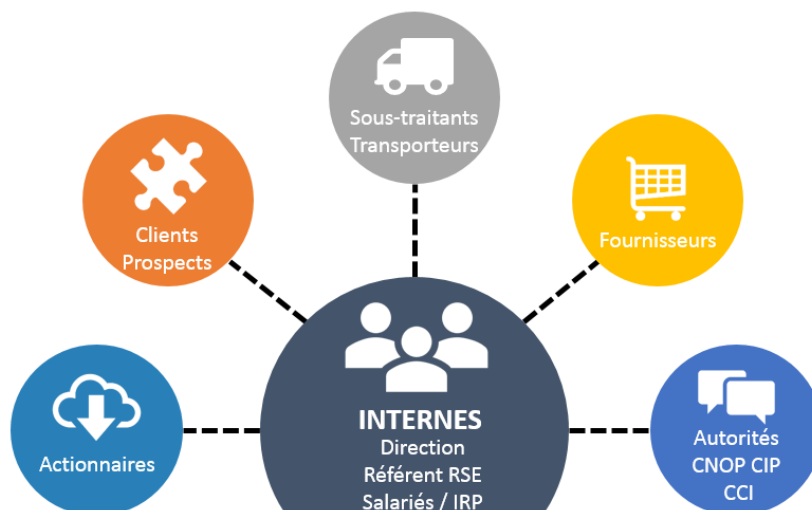 Sous-traitants
Transporteurs
Clients
Prospects
Fournisseurs
Actionnaires
INTERNES
Direction
Référent RSE
Salariés / IRP
Autorités
CNOP CIP
CCI